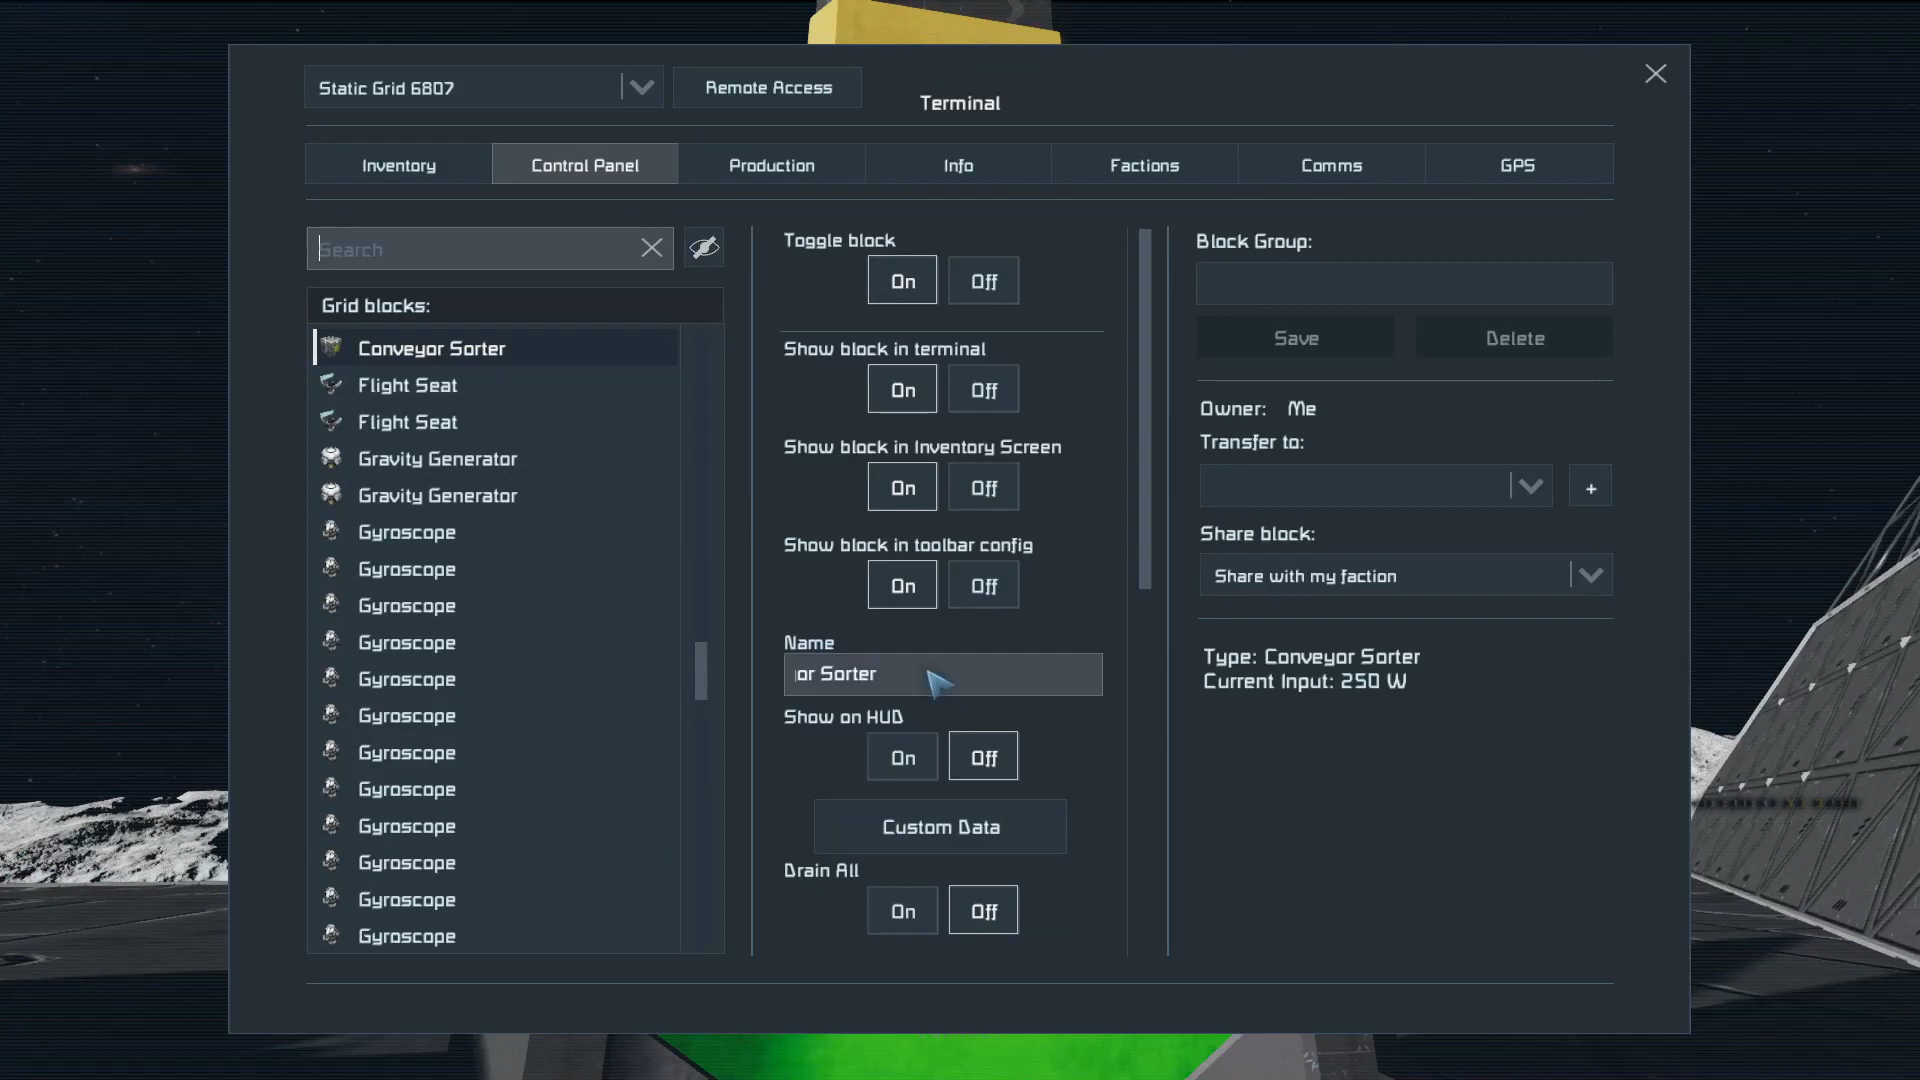 Static Grid 6807
Remote Access
Terminal
Inventory
Control Panel
Production
Info
Factions
Comms
GPS
Search
Grid blocks:
Conveyor Sorter
Flight Seat
Flight Seat
Gravity Generator
Gravity Generator
Gyroscope
Gyroscope
Gyroscope
Gyroscope
Gyroscope
Gyroscope
Gyroscope
Gyroscope
Gyroscope
Gyroscope
Gyroscope
Gyroscope
Toggle block
On Off
Show block in terminal
On Off
Show block in Inventory Screen
On Off
Show block in toolbar config
On Off
Name
or Sorter
Show on HUD
On Off
Custom Data
Drain All
On Off
Block Group:
Save Delete
Owner: Me
Transfer to:
+
Share block:
Share with my faction
Type: Conveyor Sorter
Current Input: 250 W